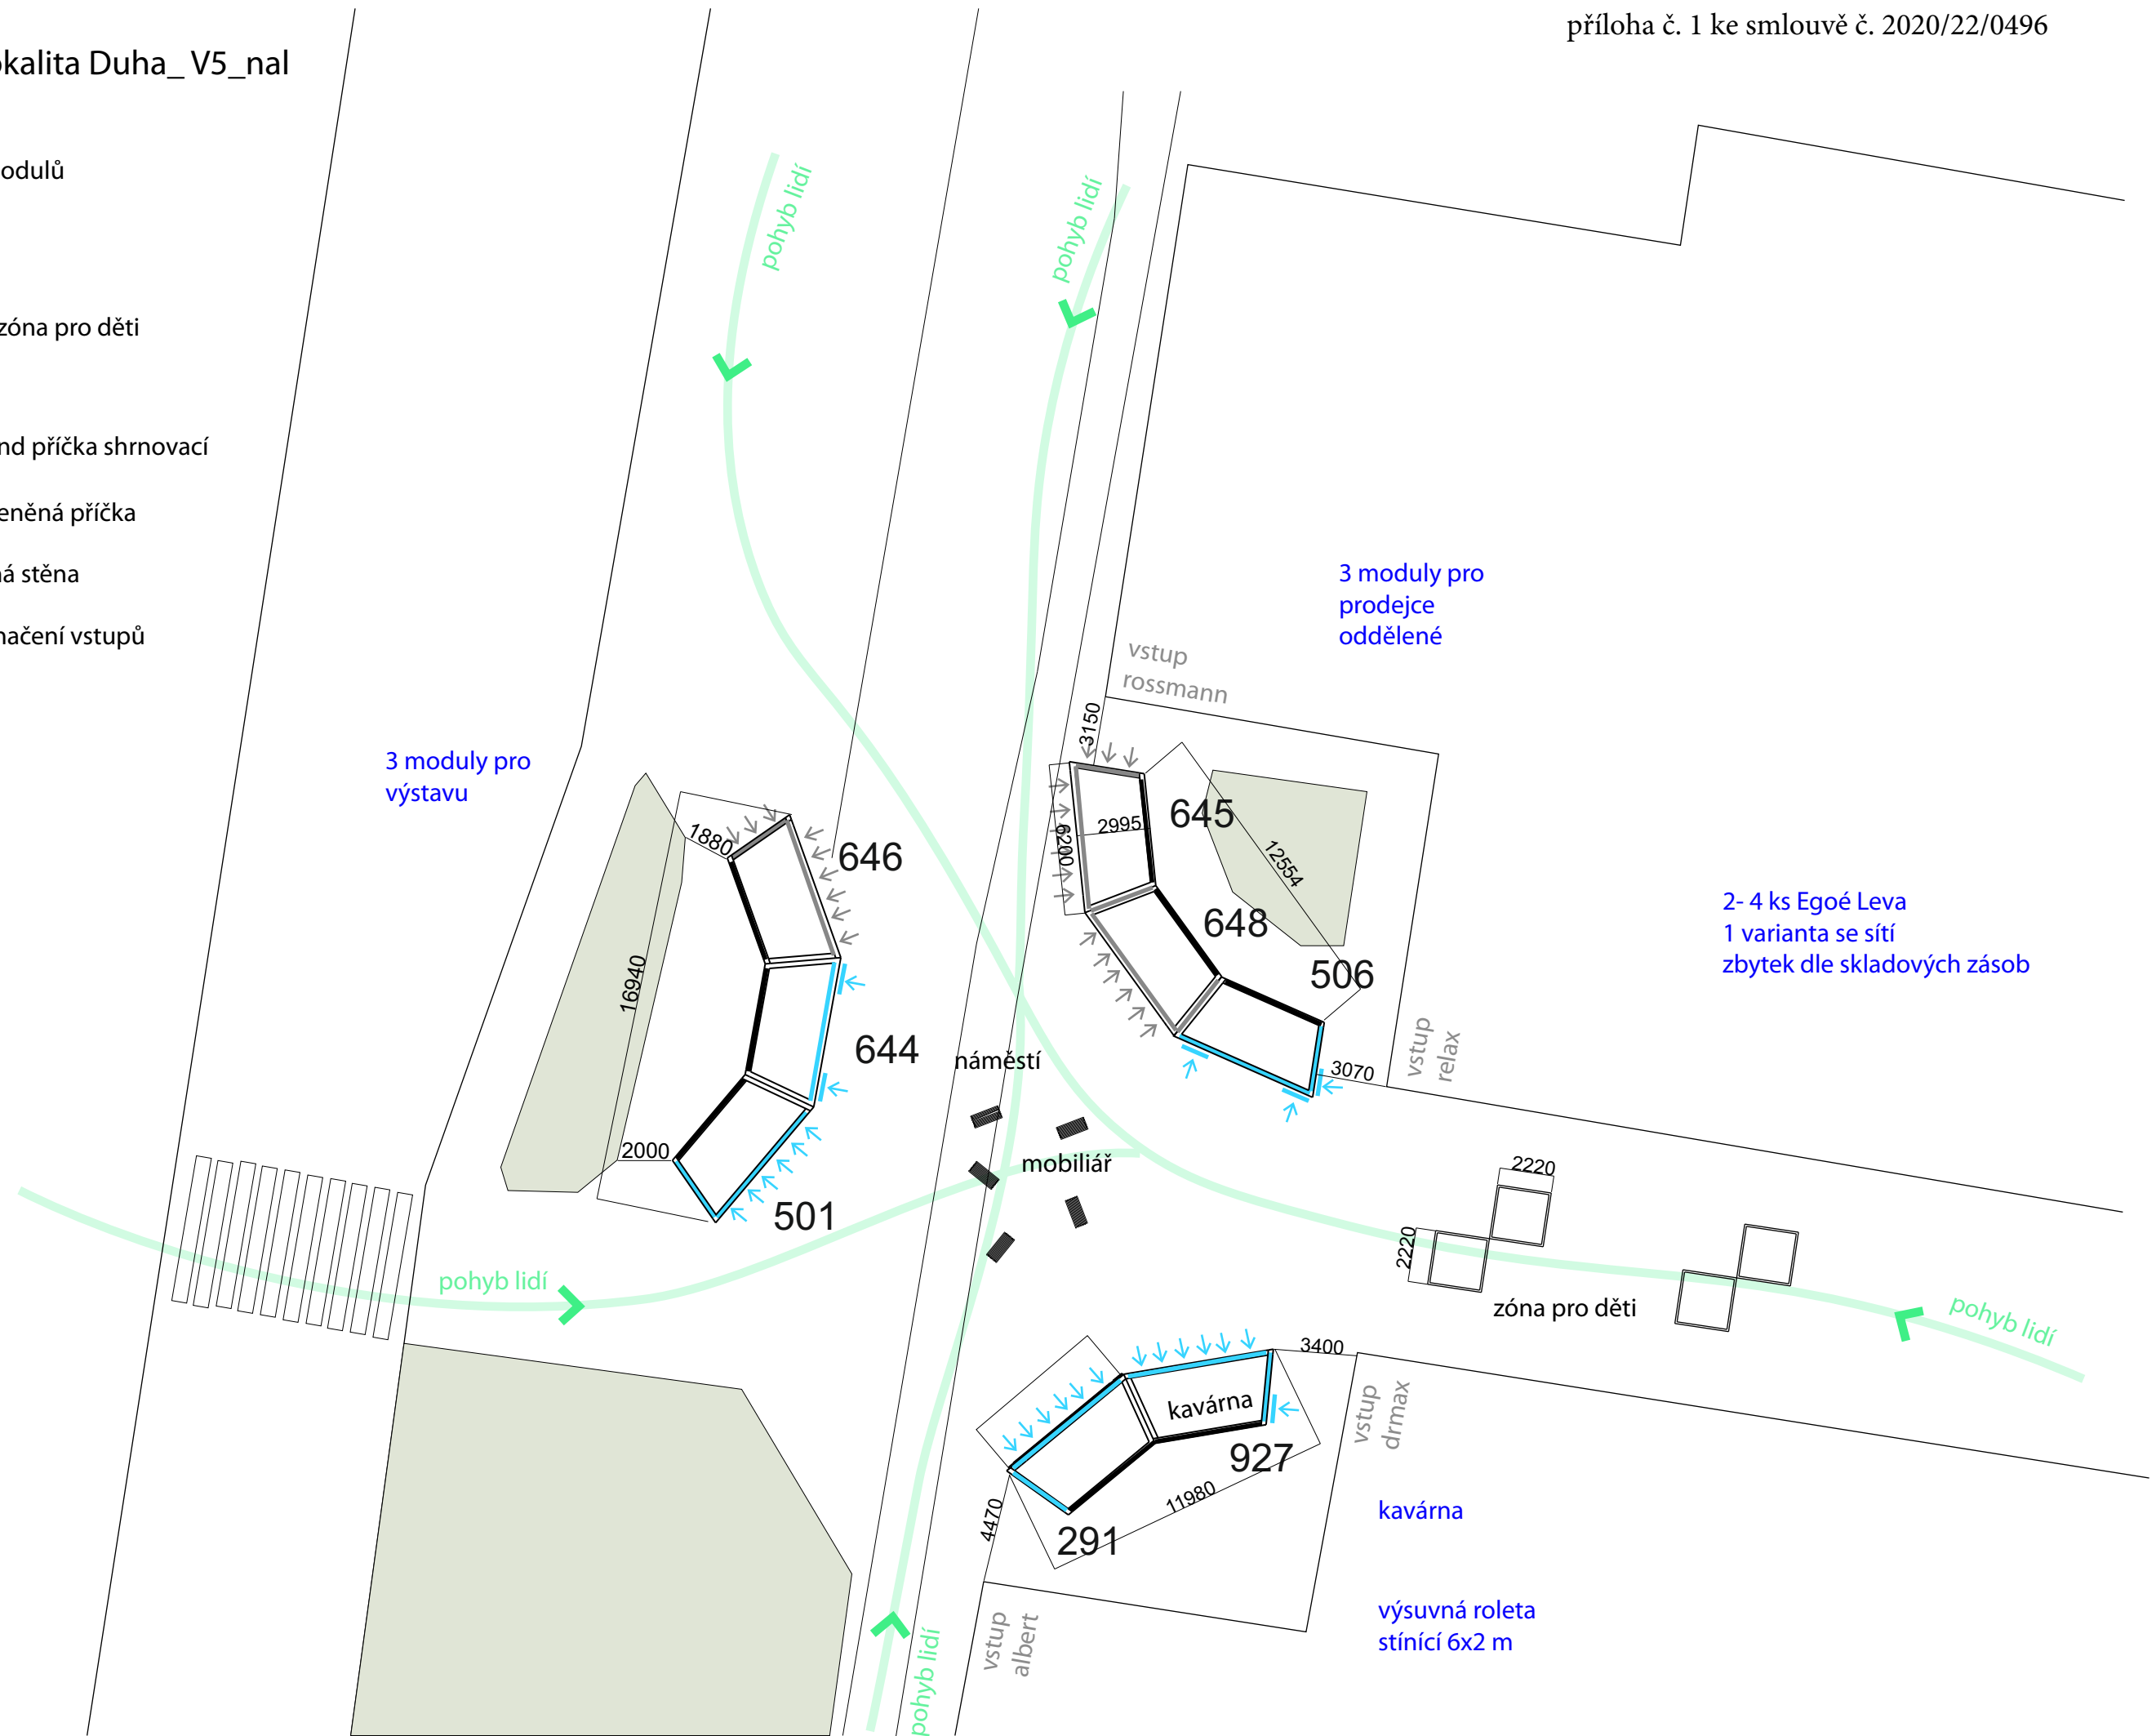 příloha č. 1 ke smlouvě č. 2020/22/0496
okalita Duha_ V5_nal
odulů
zóna pro děti
nd příčka shrnovací
eněná příčka
á stěna
načení vstupů
pohyb lidí
pohyb lidí
3 moduly pro
prodejce
oddělené
vstup
rossmann
3150
3 moduly pro
výstavu
1880
646
6200
2995
645
12554
648
506
2- 4 ks Egoé Leva
1 varianta se sítí
zbytek dle skladových zásob
16940
644
náměstí
vstup
relax
3070
2000
501
mobiliář
2220
2220
pohyb lidí
zóna pro děti
pohyb lidí
3400
kavárna
vstup
drmax
927
11980
4470
291
kavárna
výsuvná roleta
stínící 6x2 m
vstup
albert
pohyb lidí